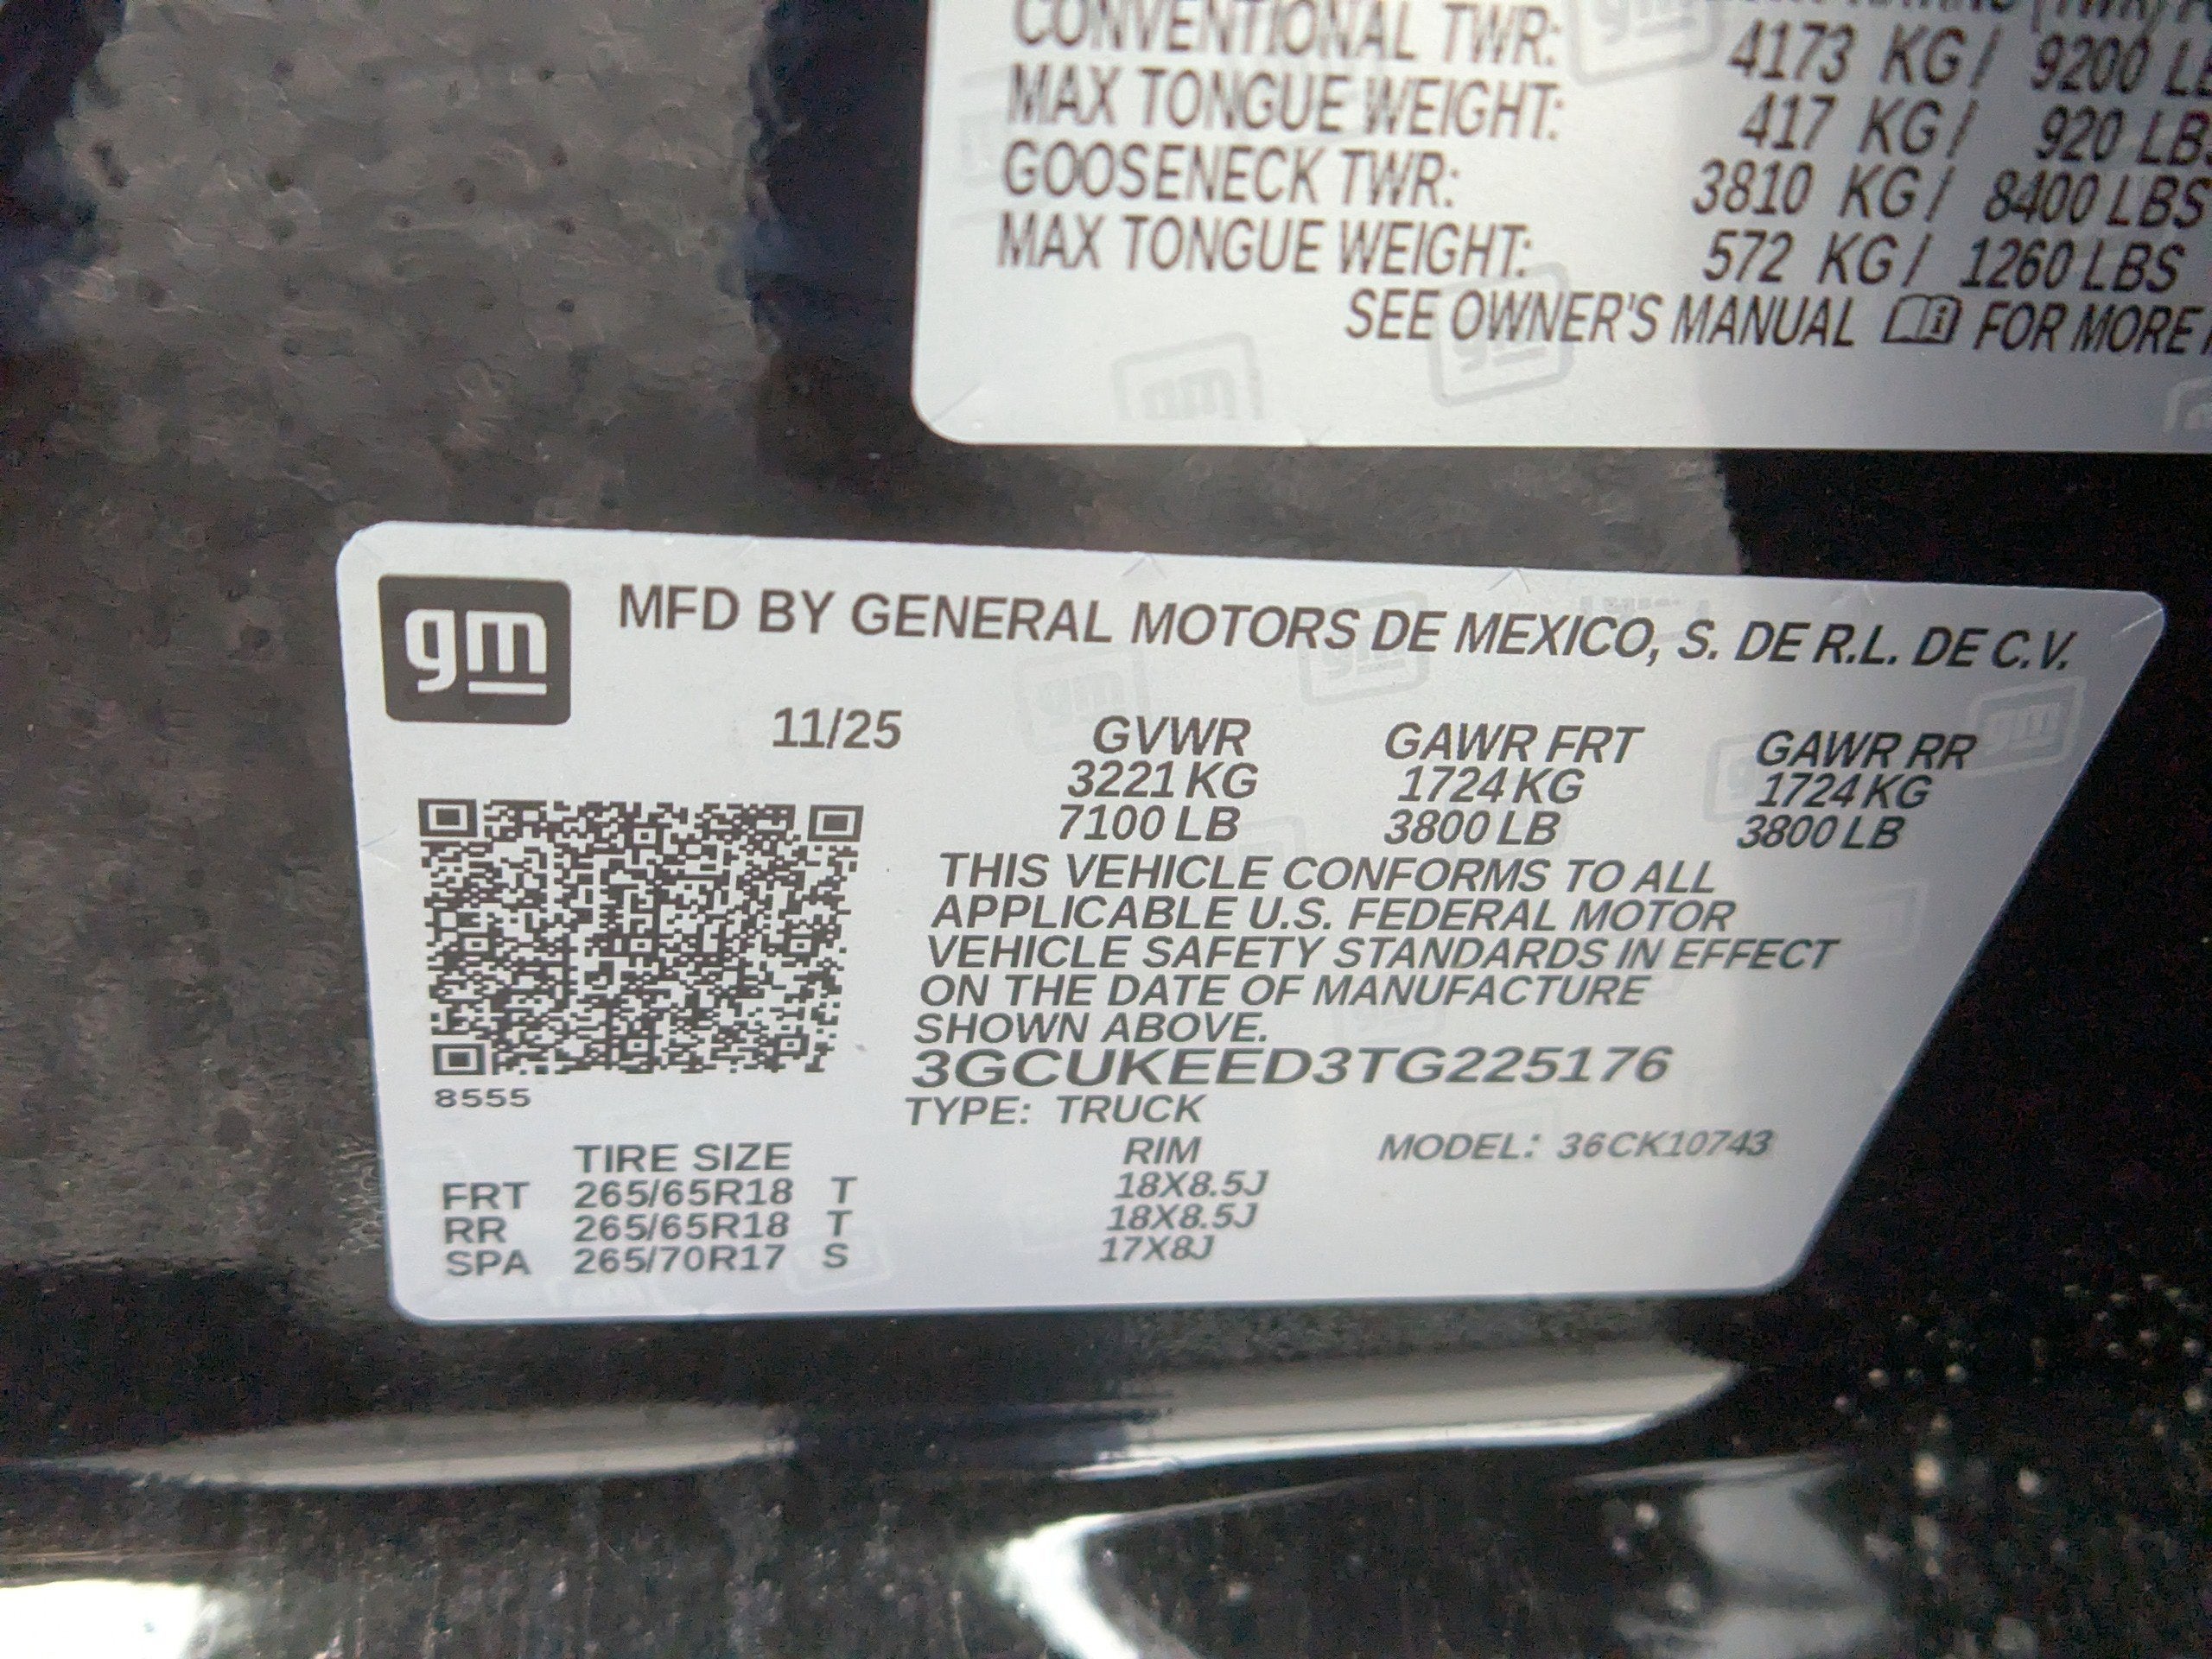 CONVENTIONAL TWR: 4173 KG / 9200
MAX TONGUE WEIGHT: 417 KG / 920 LBS
GOOSENECK TWR: 3810 KG / 8400 LBS
MAX TONGUE WEIGHT: 572 KG / 1260 LBS
SEE OWNER'S MANUAL FOR MORE
gm MFD BY GENERAL MOTORS DE MEXICO, S. DE R.L. DE C.V.
11/25 GVWR GAWR FRT GAWR RR
3221 KG 1724 KG 1724 KG
7100 LB 3800 LB 3800 LB
THIS VEHICLE CONFORMS TO ALL
APPLICABLE U.S. FEDERAL MOTOR
VEHICLE SAFETY STANDARDS IN EFFECT
ON THE DATE OF MANUFACTURE
SHOWN ABOVE.
3GCUKEED3TG225176
8555
TYPE: TRUCK
TIRE SIZE RIM MODEL: 36CK10743
FRT 265/65R18 T 18X8.5J
RR 265/65R18 T 18X8.5J
SPA 265/70R17 S 17X8J